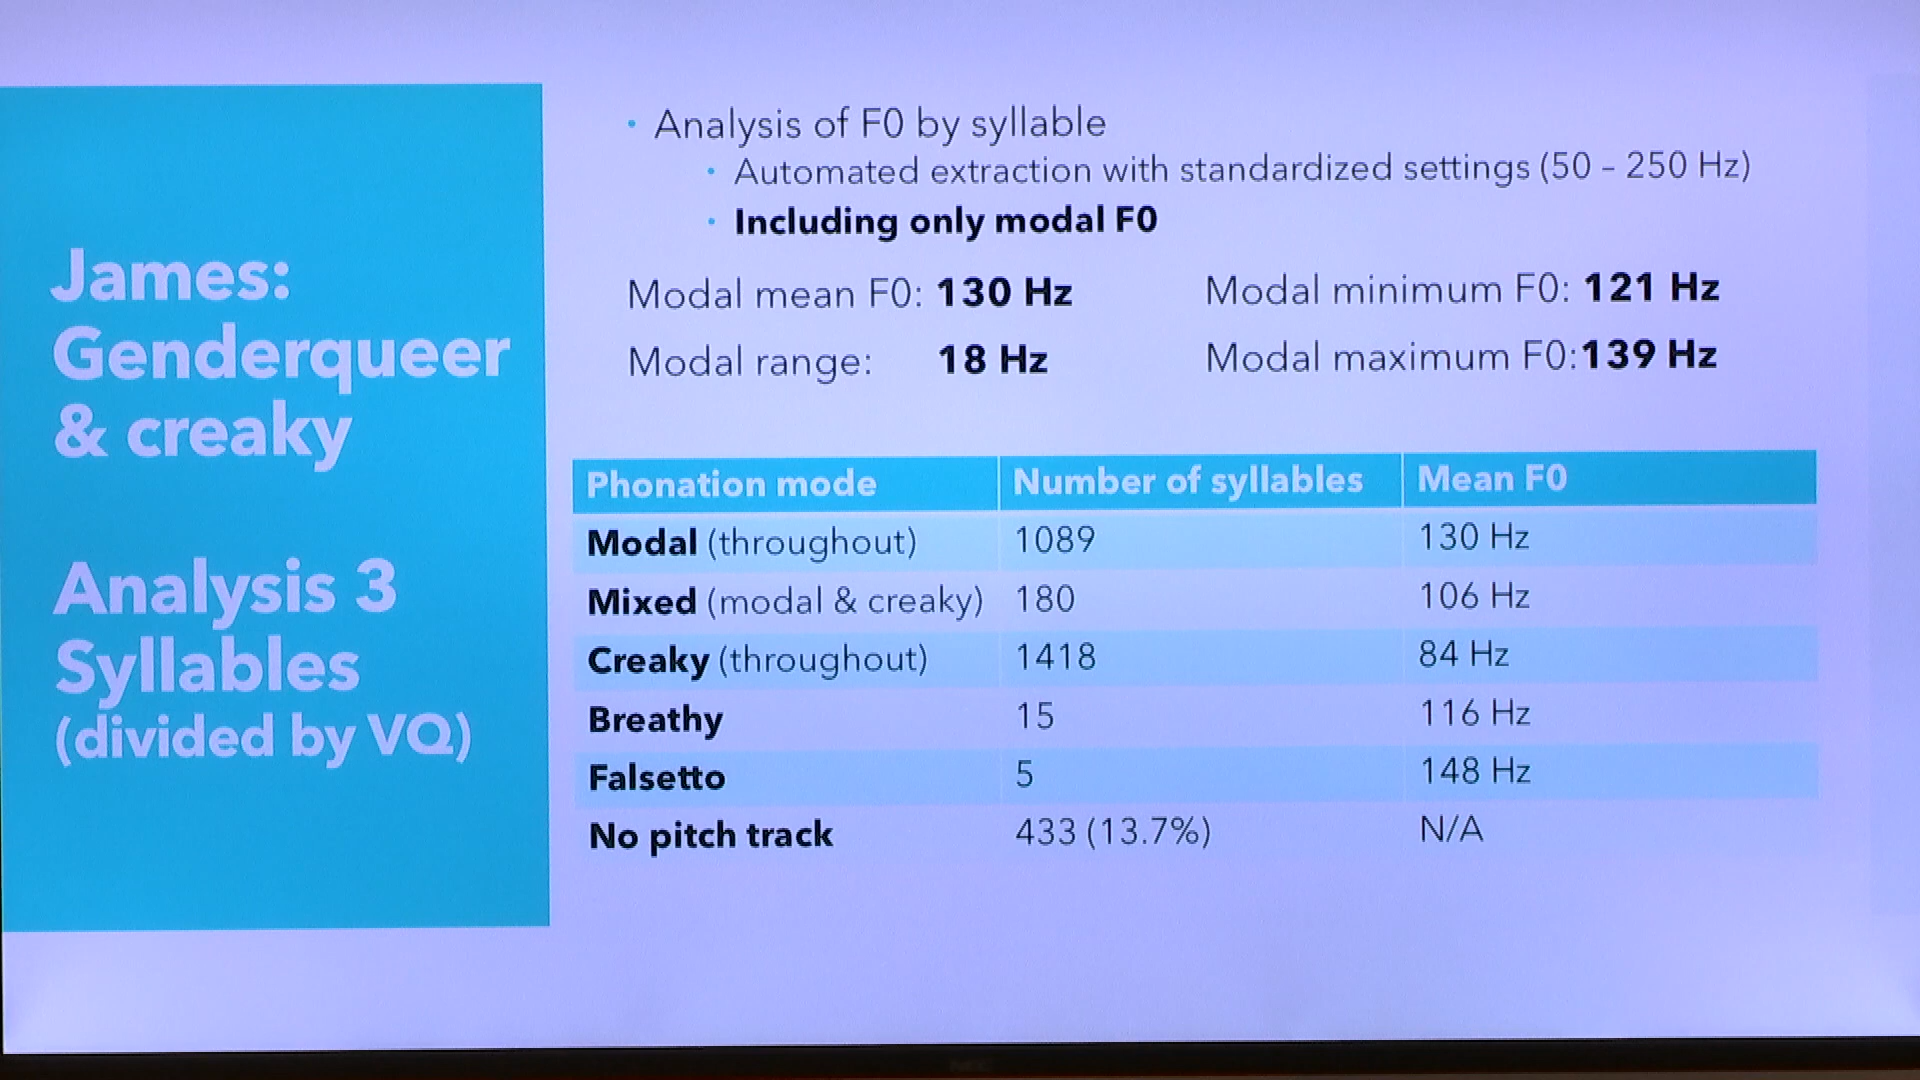 James:
Genderqueer
& creaky
Analysis 3
Syllables
(divided by VQ)
• Analysis of F0 by syllable
• Automated extraction with standardized settings (50 – 250 Hz)
• Including only modal F0
Modal mean F0: 130 Hz Modal minimum F0: 121 Hz
Modal range: 18 Hz Modal maximum F0:139 Hz
Phonation mode Number of syllables Mean F0
Modal (throughout) 1089 130 Hz
Mixed (modal & creaky) 180 106 Hz
Creaky (throughout) 1418 84 Hz
Breathy 15 116 Hz
Falsetto 5 148 Hz
No pitch track 433 (13.7%) N/A